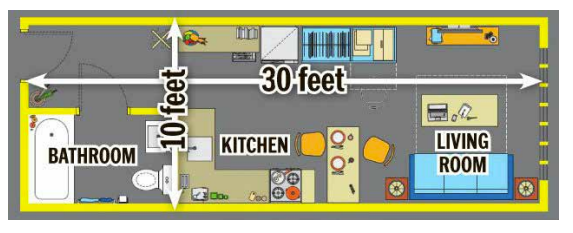 30 feet
10 feet
BATHROOM
KITCHEN
LIVING
ROOM